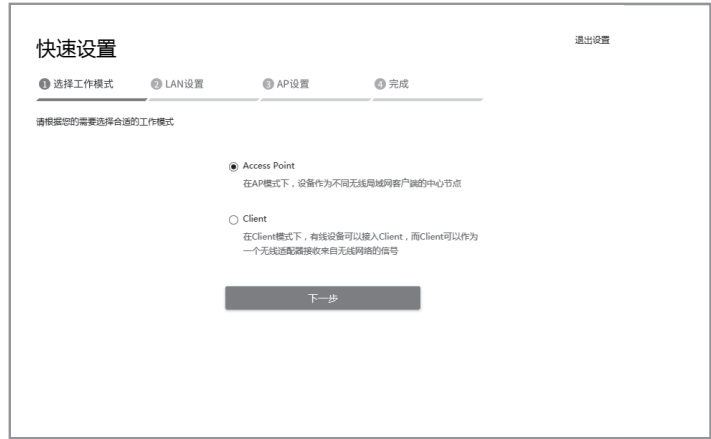 快速设置
退出设置
1 选择工作模式 2 LAN设置 3 AP设置 4 完成
请根据您的需要选择合适的工作模式
Access Point
在AP模式下，设备作为不同无线局域网客户端的中心节点
Client
在Client模式下，有线设备可以接入Client，而Client可以作为
一个无线适配器接收来自无线网络的信号
下一步